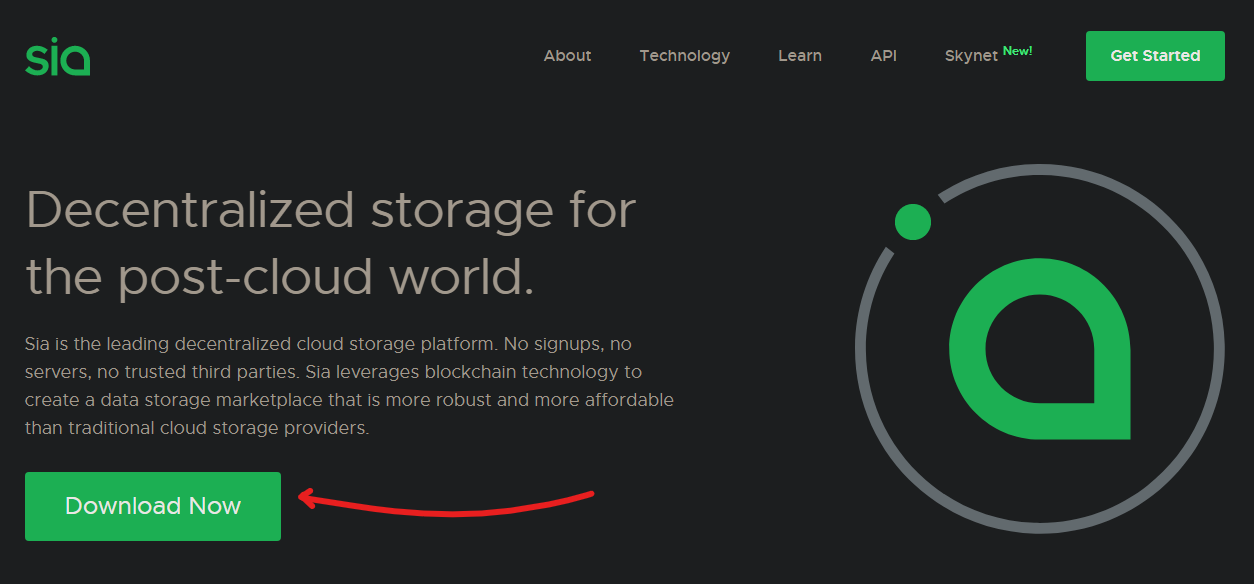 sia
About
Technology
Learn
API
Skynet New!
Get Started
Decentralized storage for
the post-cloud world.
Sia is the leading decentralized cloud storage platform. No signups, no
servers, no trusted third parties. Sia leverages blockchain technology to
create a data storage marketplace that is more robust and more affordable
than traditional cloud storage providers.
Download Now